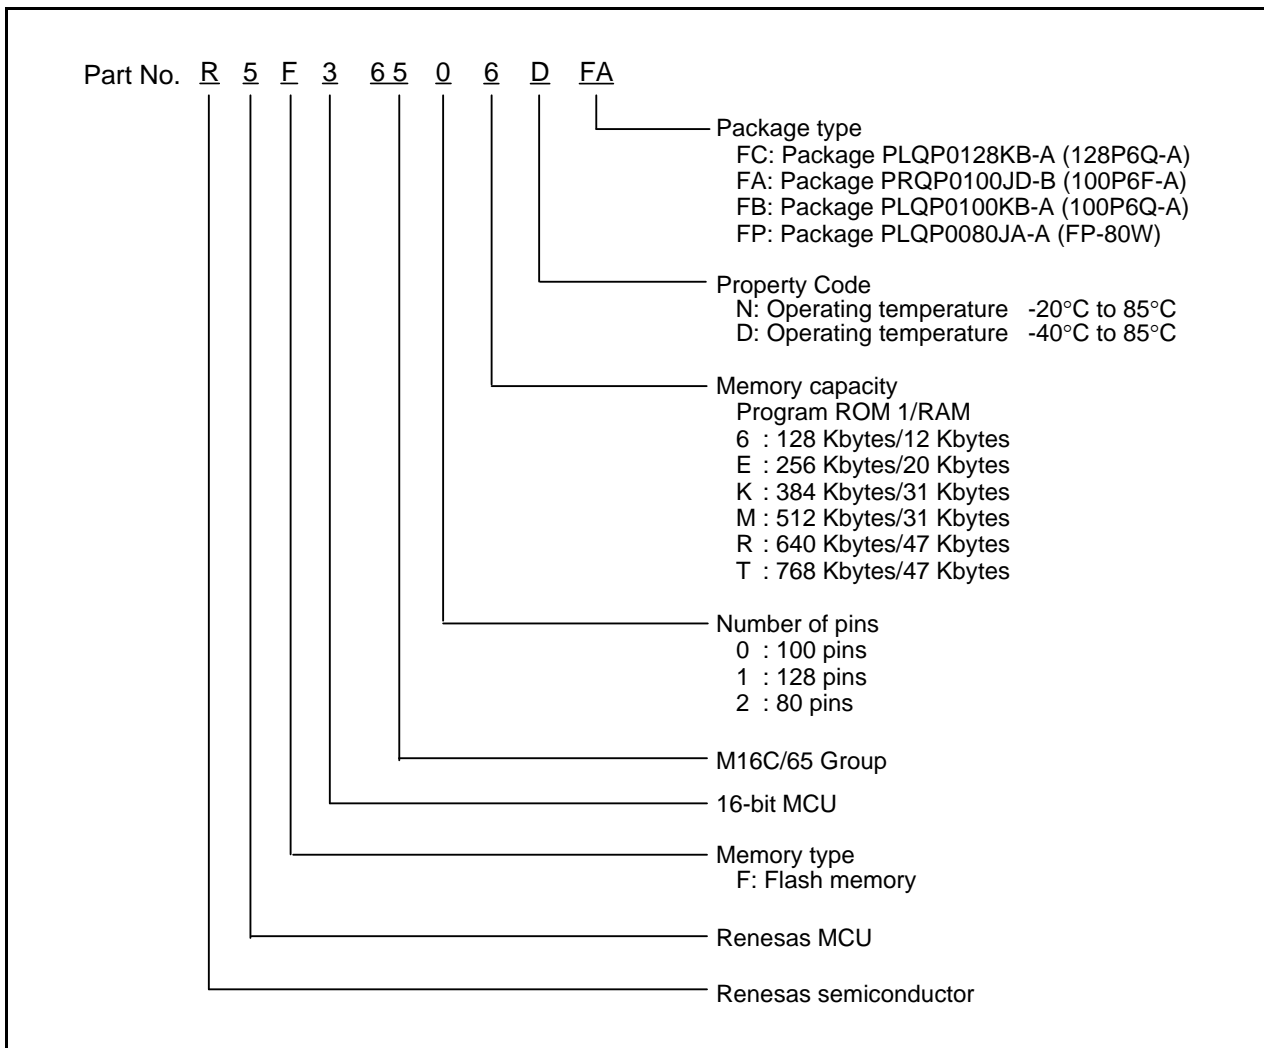 Part No. R 5 F 3 65 0 6 D FA
Package type
FC: Package PLQP0128KB-A (128P6Q-A)
FA: Package PRQP0100JD-B (100P6F-A)
FB: Package PLQP0100KB-A (100P6Q-A)
FP: Package PLQP0080JA-A (FP-80W)
Property Code
N: Operating temperature -20°C to 85°C
D: Operating temperature -40°C to 85°C
Memory capacity
Program ROM 1/RAM
6 : 128 Kbytes/12 Kbytes
E : 256 Kbytes/20 Kbytes
K : 384 Kbytes/31 Kbytes
M : 512 Kbytes/31 Kbytes
R : 640 Kbytes/47 Kbytes
T : 768 Kbytes/47 Kbytes
Number of pins
0 : 100 pins
1 : 128 pins
2 : 80 pins
M16C/65 Group
16-bit MCU
Memory type
F: Flash memory
Renesas MCU
Renesas semiconductor